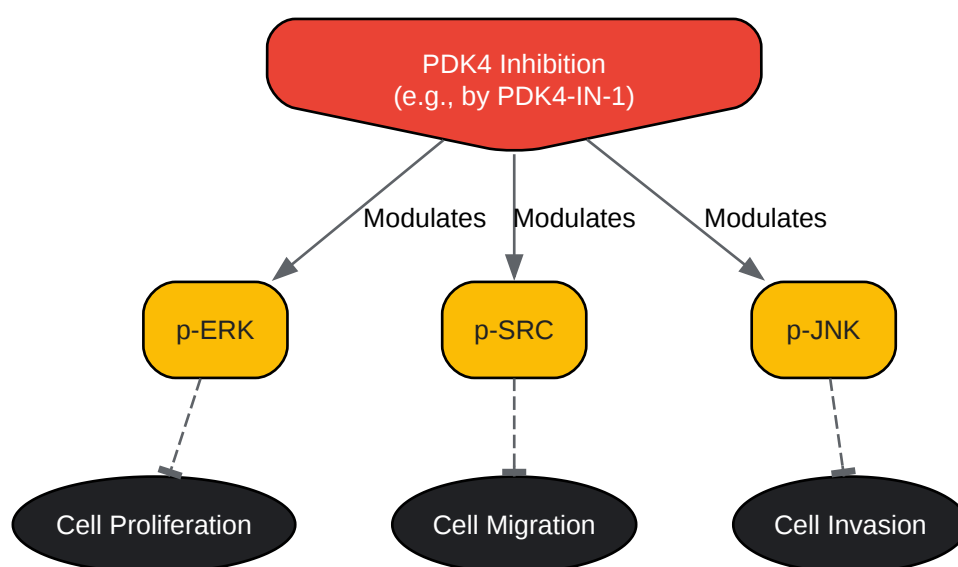 PDK4 Inhibition
(e.g., by PDK4-IN-1)
Modulates
Modulates
Modulates
p-ERK
p-SRC
p-JNK
Cell Proliferation
Cell Migration
Cell Invasion